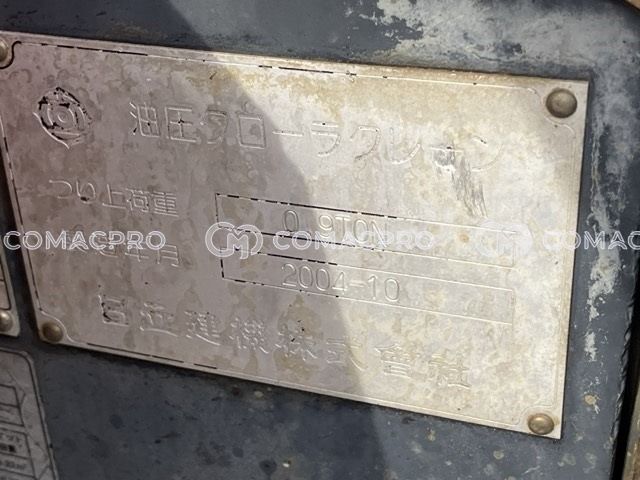 油圧クローラクレーン
つり上荷重 0.9TON
年月 2004-10
日立建機株式會社
COMACPRO COMACPRO COMACPRO